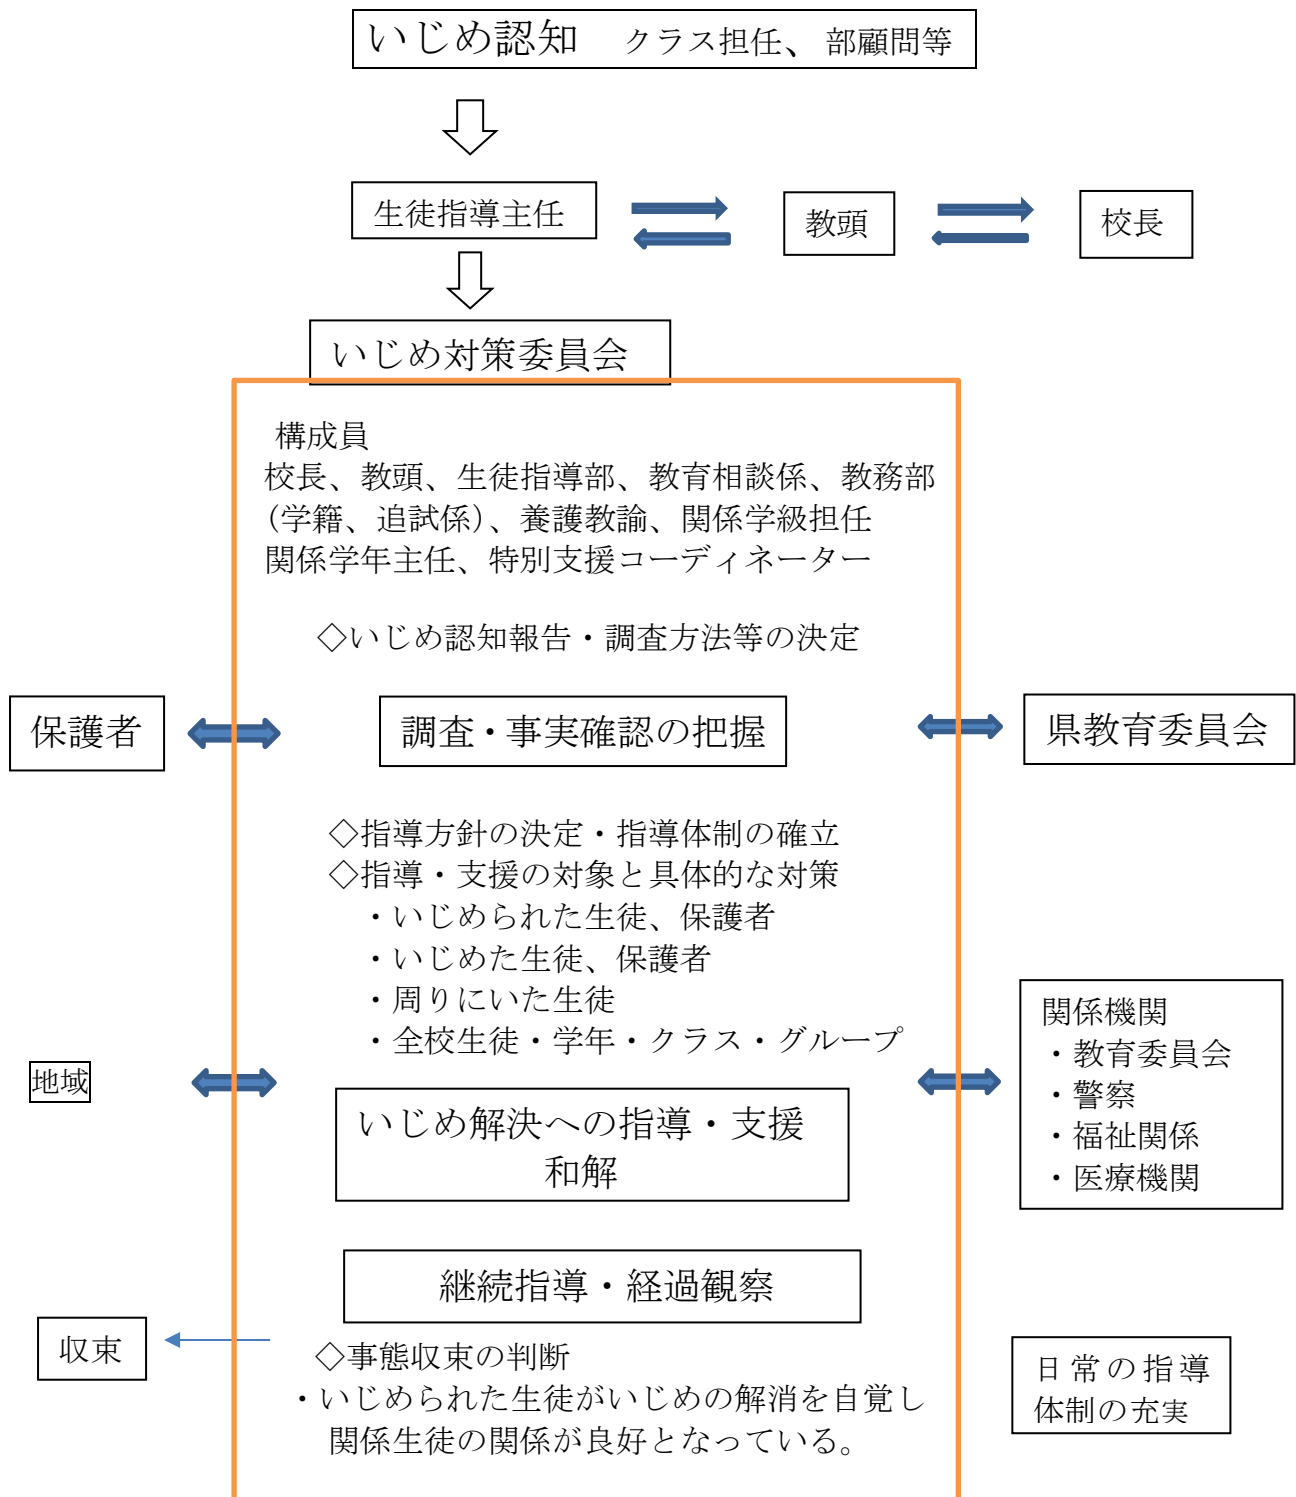 いじめ認知　クラス担任、部顧問等
生徒指導主任
教頭
校長
いじめ対策委員会
構成員
校長、教頭、生徒指導部、教育相談係、教務部
(学籍、追試係)、養護教諭、関係学級担任
関係学年主任、特別支援コーディネーター
◇いじめ認知報告・調査方法等の決定
保護者
調査・事実確認の把握
県教育委員会
◇指導方針の決定・指導体制の確立
◇指導・支援の対象と具体的な対策
・いじめられた生徒、保護者
・いじめた生徒、保護者
・周りにいた生徒
・全校生徒・学年・クラス・グループ
地域
いじめ解決への指導・支援
和解
関係機関
・教育委員会
・警察
・福祉関係
・医療機関
継続指導・経過観察
収束
◇事態収束の判断
・いじめられた生徒がいじめの解消を自覚し
関係生徒の関係が良好となっている。
日常の指導
体制の充実